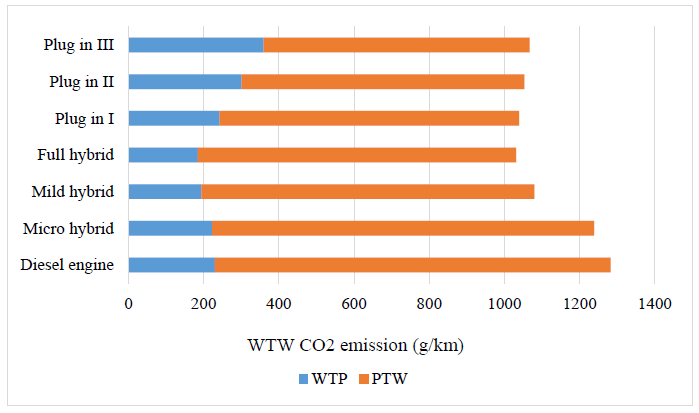 Plug in III
Plug in II
Plug in I
Full hybrid
Mild hybrid
Micro hybrid
Diesel engine
0 200 400 600 800 1000 1200 1400
WTW CO2 emission (g/km)
WTP PTW